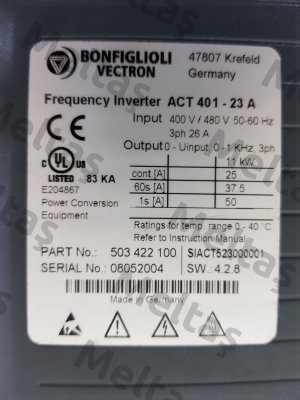 BONFIGLIOLI
VECTRON
47807 Krefeld
Germany
Frequency Inverter ACT 401 - 23 A
Input 400 V / 480 V 50-60 Hz
3ph 26 A
Output 0 - Uinput, 0 - 1 KHz, 3ph
11 kW
cont [A] 25
60s [A] 37.5
1s [A] 50
C UL US
LISTED 83 KA
E204867
Power Conversion
Equipment
Ratings for temp. range 0 - 40 °C
Refer to Instruction Manual
PART No.: 503 422 100 SIACT523000001
SERIAL No.: 08052004 SW.: 4.2.8
Made in Germany
Meltaş